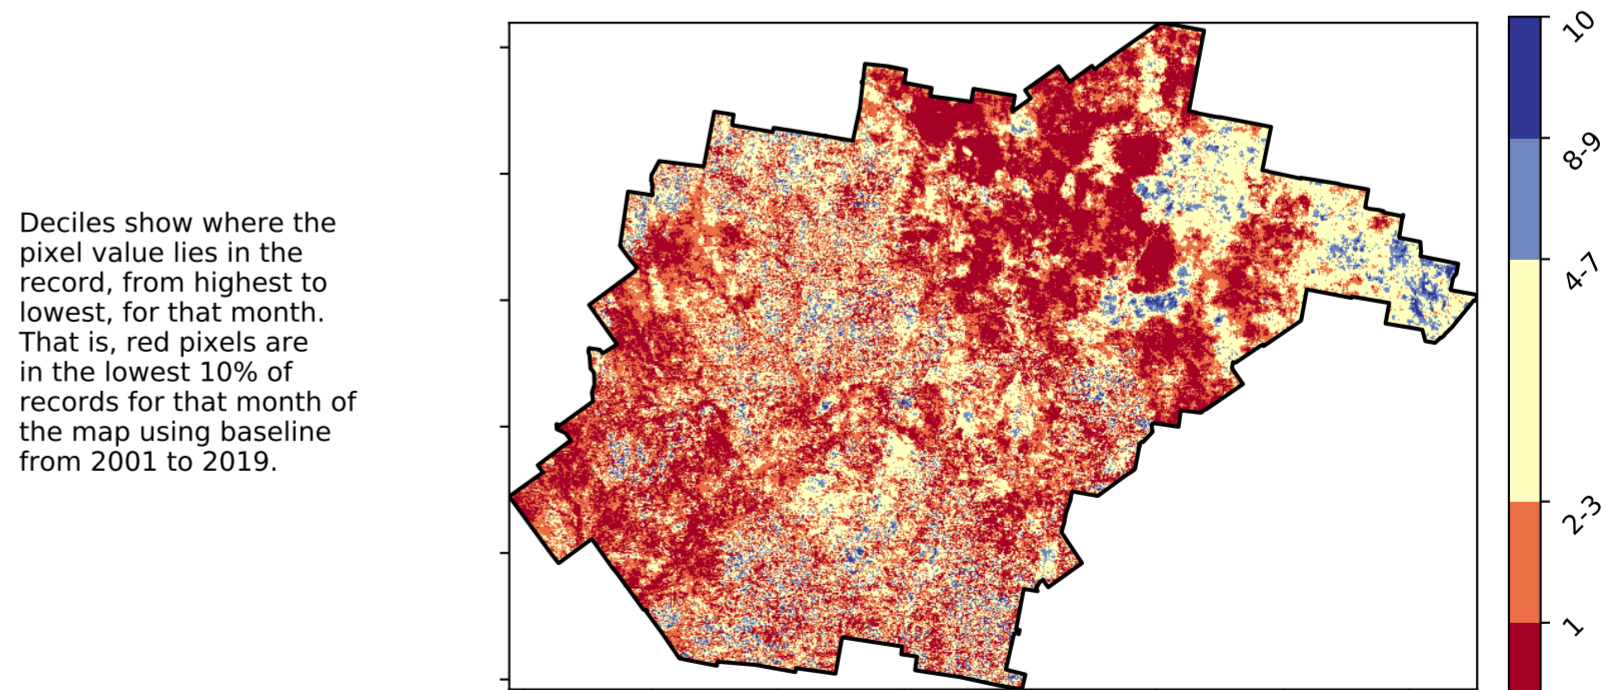 Deciles show where the
pixel value lies in the
record, from highest to
lowest, for that month.
That is, red pixels are
in the lowest 10% of
records for that month of
the map using baseline
from 2001 to 2019.
10
8-9
4-7
2-3
1